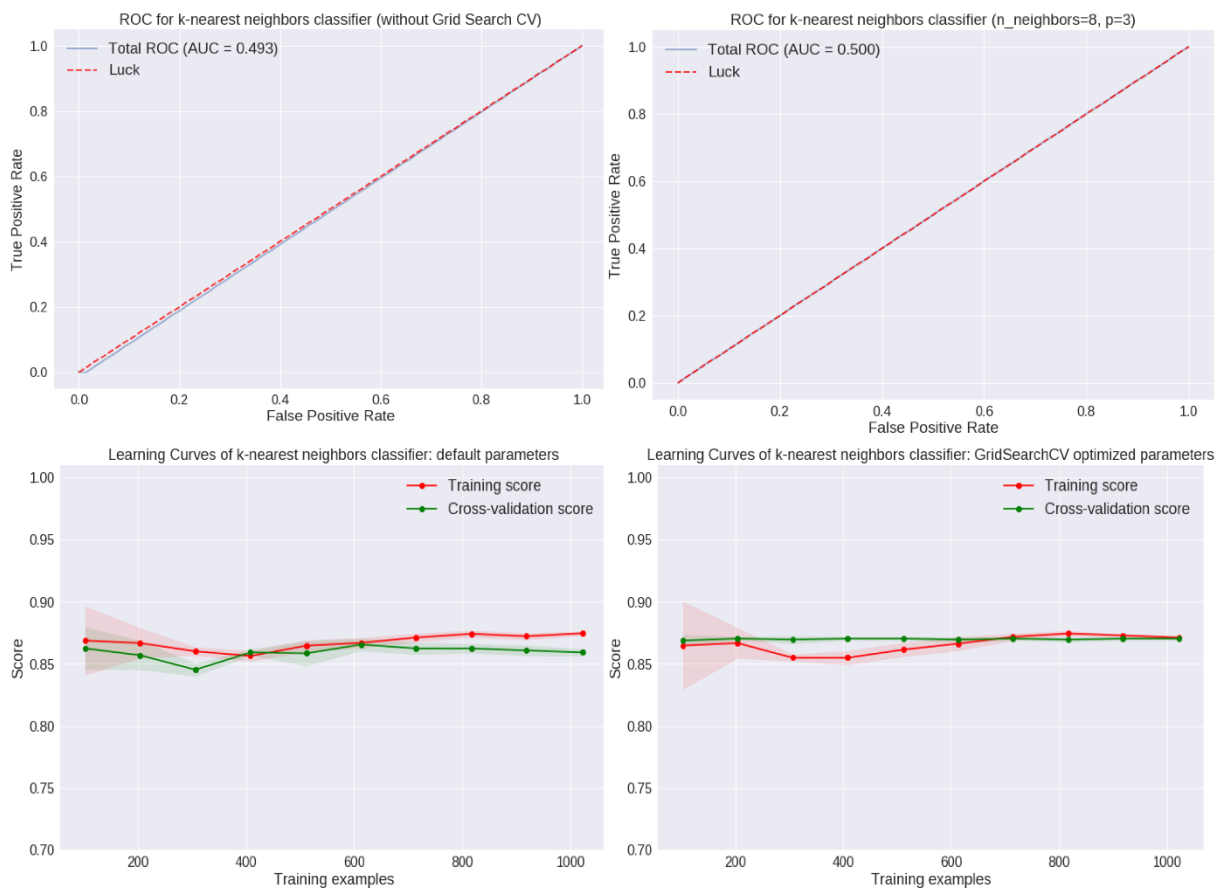 ROC for k-nearest neighbors classifier (without Grid Search CV)
1.0
0.8
0.6
0.4
0.2
0.0
True Positive Rate
Total ROC (AUC = 0.493)
Luck
0.0 0.2 0.4 0.6 0.8 1.0
False Positive Rate
ROC for k-nearest neighbors classifier (n_neighbors=8, p=3)
1.0
0.8
0.6
0.4
0.2
0.0
True Positive Rate
Total ROC (AUC = 0.500)
Luck
0.0 0.2 0.4 0.6 0.8 1.0
False Positive Rate
Learning Curves of k-nearest neighbors classifier: default parameters
1.00
0.95
0.90
0.85
0.80
0.75
0.70
Score
Training score
Cross-validation score
200 400 600 800 1000
Training examples
Learning Curves of k-nearest neighbors classifier: GridSearchCV optimized parameters
1.00
0.95
0.90
0.85
0.80
0.75
0.70
Score
Training score
Cross-validation score
200 400 600 800 1000
Training examples